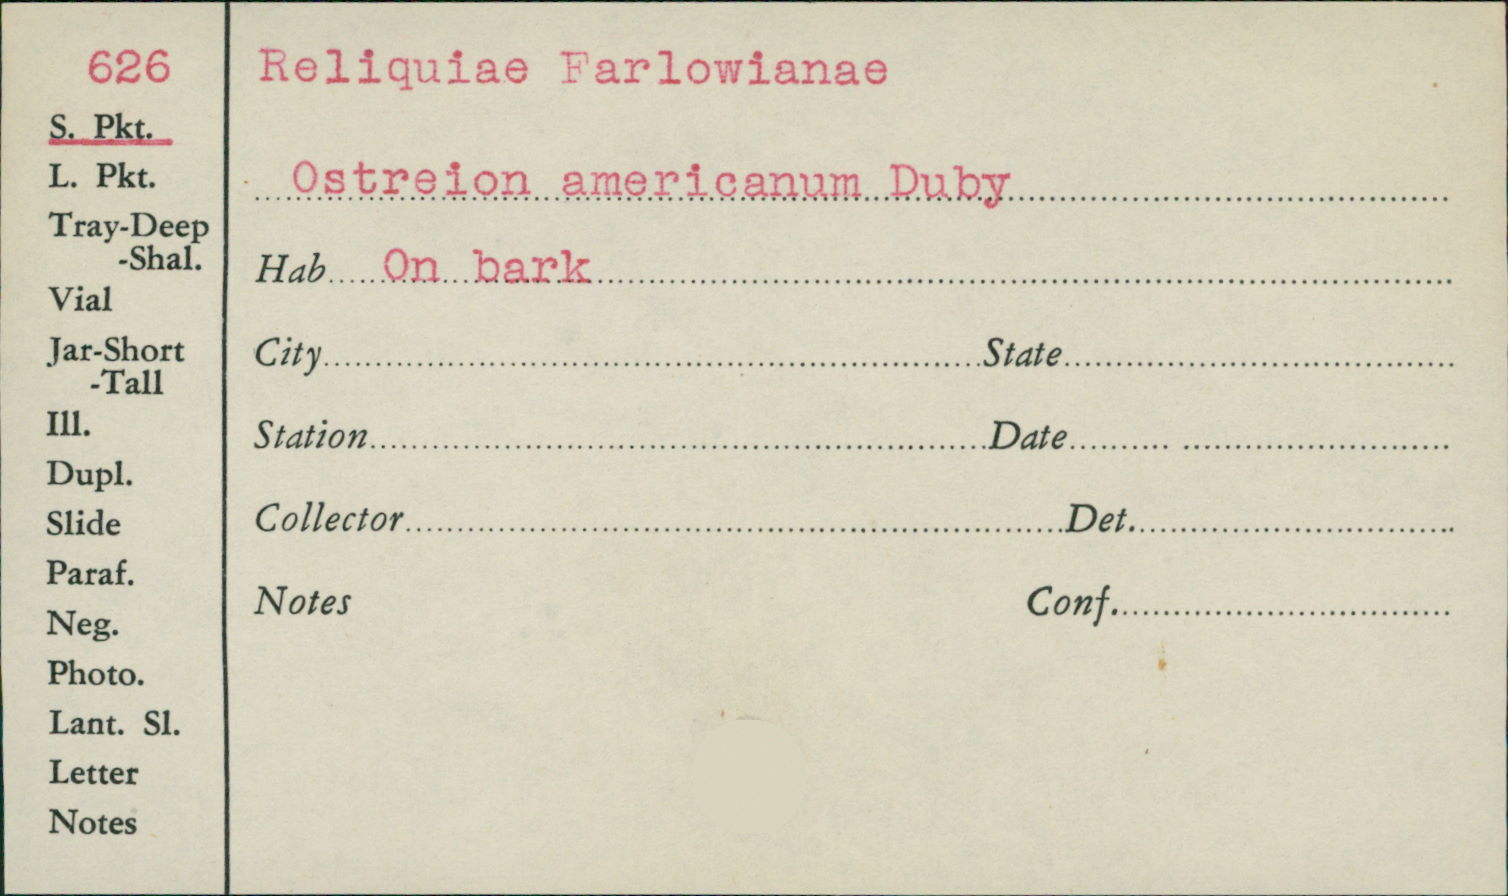 626
S. Pkt.
L. Pkt.
Tray-Deep
-Shal.
Vial
Jar-Short
-Tall
Ill.
Dupl.
Slide
Paraf.
Neg.
Photo.
Lant. Sl.
Letter
Notes
Reliquiae Farlowianae
Ostreion americanum Duby
Hab On bark
City State
Station Date
Collector Det.
Notes Conf.